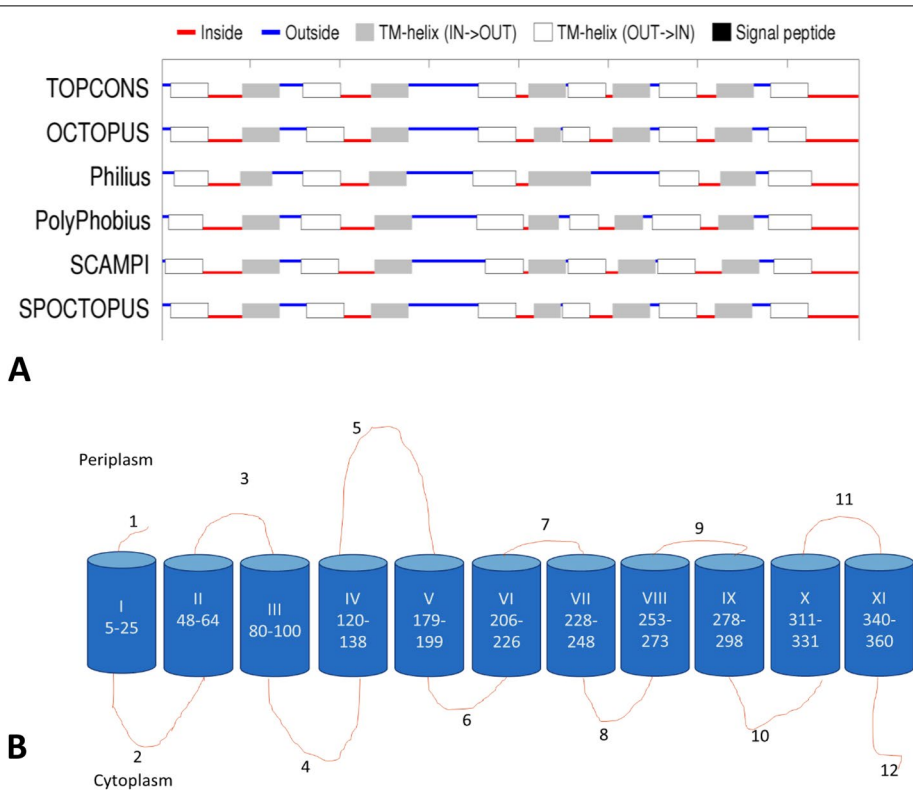 Inside Outside TM-helix (IN->OUT) TM-helix (OUT->IN) Signal peptide
TOPCONS
OCTOPUS
Philius
PolyPhobius
SCAMPI
SPOCTOPUS
A
5
Periplasm
3
11
1
7
9
I
5-25
II
48-64
III
80-100
IV
120-
138
V
179-
199
VI
206-
226
VII
228-
248
VIII
253-
273
IX
278-
298
X
311-
331
XI
340-
360
6
8
10
2
4
12
B
Cytoplasm